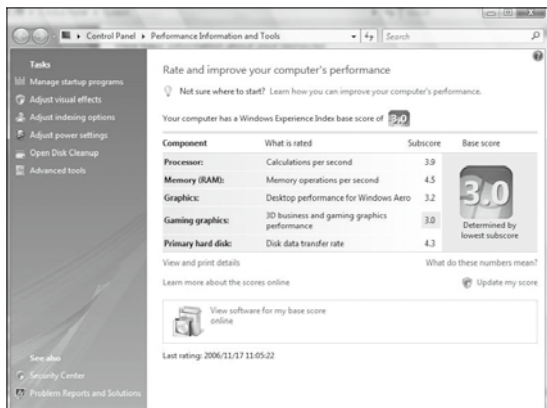 Control Panel ▸ Performance Information and Tools
Search
Tasks
Manage startup programs
Adjust visual effects
Adjust indexing options
Adjust power settings
Open Disk Cleanup
Advanced tools
See also
Security Center
Problem Reports and Solutions
Rate and improve your computer's performance
Not sure where to start? Learn how you can improve your computer's performance.
Your computer has a Windows Experience Index base score of 3.0
Component What is rated Subscore Base score
Processor: Calculations per second 3.9
Memory (RAM): Memory operations per second 4.5
Graphics: Desktop performance for Windows Aero 3.2
Gaming graphics: 3D business and gaming graphics
performance 3.0
Primary hard disk: Disk data transfer rate 4.3
3.0
Determined by
lowest subscore
View and print details What do these numbers mean?
Learn more about the scores online Update my score
View software for my base score
online
Last rating: 2006/11/17 11:05:22